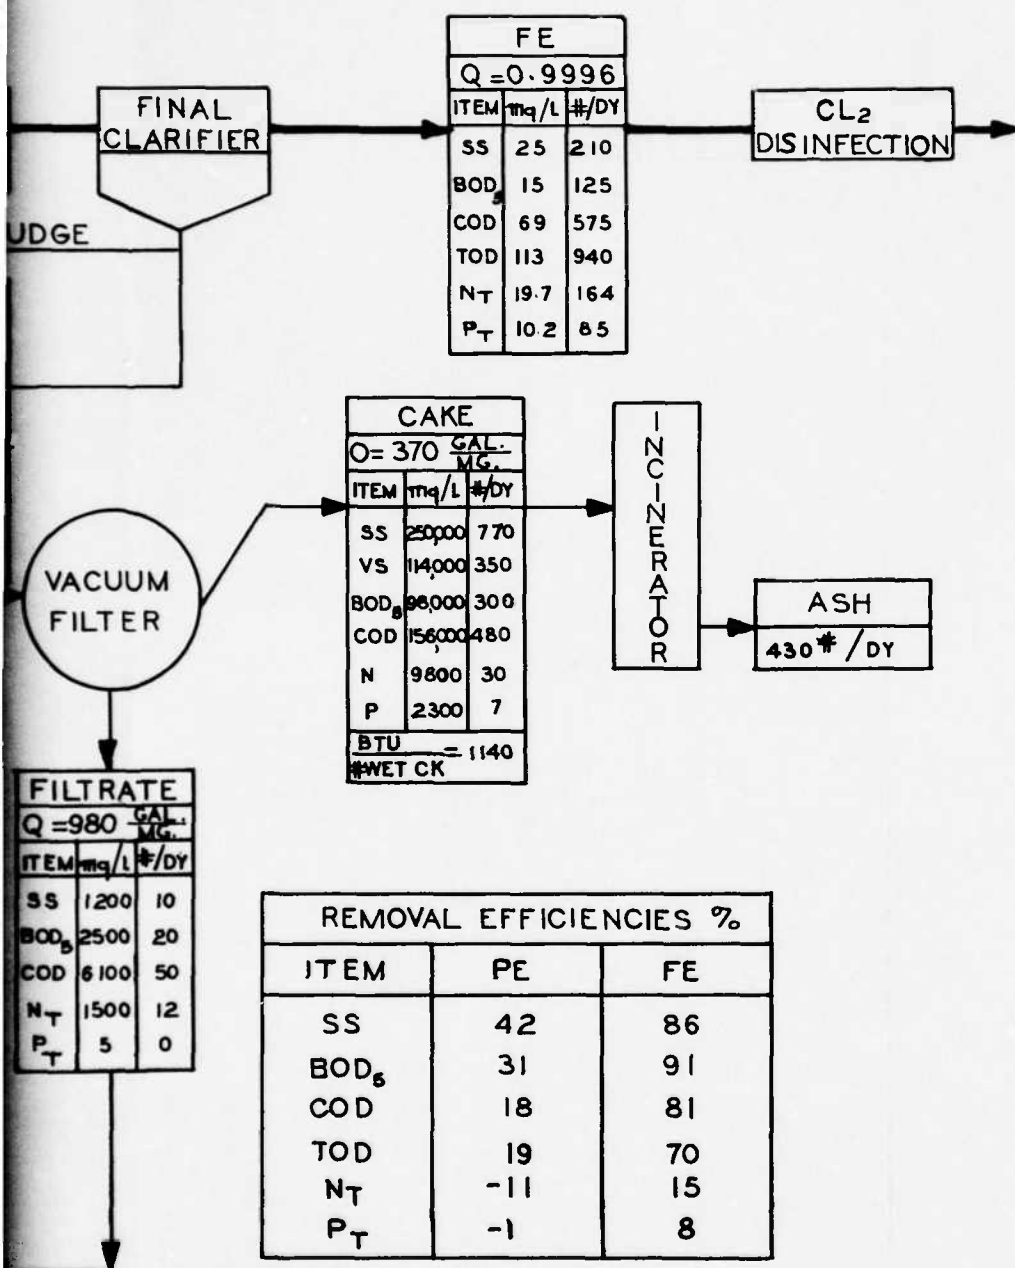 FINAL
CLARIFIER
FE
Q = 0.9996
ITEM mg/L #/DY
SS 25 210
BOD5 15 125
COD 69 575
TOD 113 940
NT 19.7 164
PT 10.2 85
CL2
DISINFECTION
UDGE
VACUUM
FILTER
CAKE
Q= 370 GAL./MG.
ITEM mg/L #/DY
SS 250,000 770
VS 114,000 350
BOD5 98,000 300
COD 156,000 480
N 9800 30
P 2300 7
BTU/#WET CK = 1140
INCINERATOR
ASH
430 # / DY
FILTRATE
Q = 980 GAL./MG.
ITEM mg/L #/DY
SS 1200 10
BOD5 2500 20
COD 6100 50
NT 1500 12
PT 5 0
REMOVAL EFFICIENCIES %
ITEM PE FE
SS 42 86
BOD5 31 91
COD 18 81
TOD 19 70
NT -11 15
PT -1 8